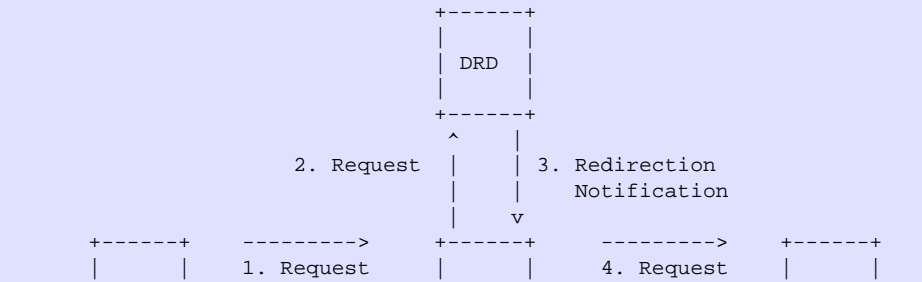 +------+
|      |
| DRD  |
|      |
+------+
^    |
2. Request  |    | 3. Redirection
|    |    Notification
|    v
+------+    --------->    +------+    --------->    +------+
|      |    1. Request    |      |    4. Request    |      |